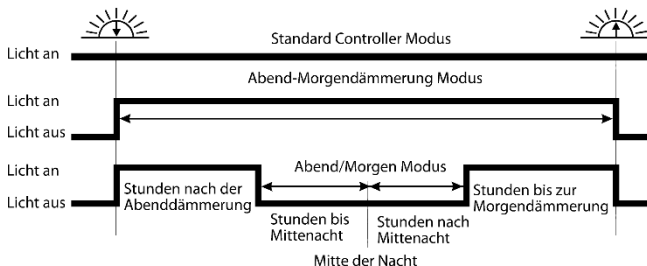 Standard Controller Modus
Licht an
Abend-Morgendämmerung Modus
Licht an
Licht aus
Licht an
Abend/Morgen Modus
Stunden nach der
Abenddämmerung
Stunden bis zur
Morgendämmerung
Licht aus
Stunden bis
Mittenacht
Stunden nach
Mittenacht
Mitte der Nacht